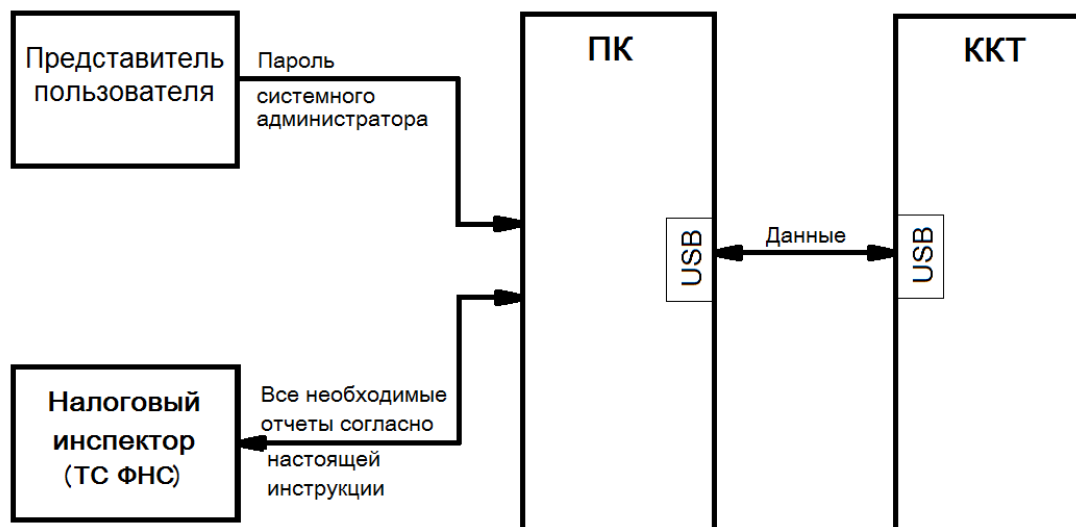 Представитель
пользователя
Пароль
системного
администратора
ПК
ККТ
USB
Данные
USB
Налоговый
инспектор
(ТС ФНС)
Все необходимые
отчеты согласно
настоящей
инструкции